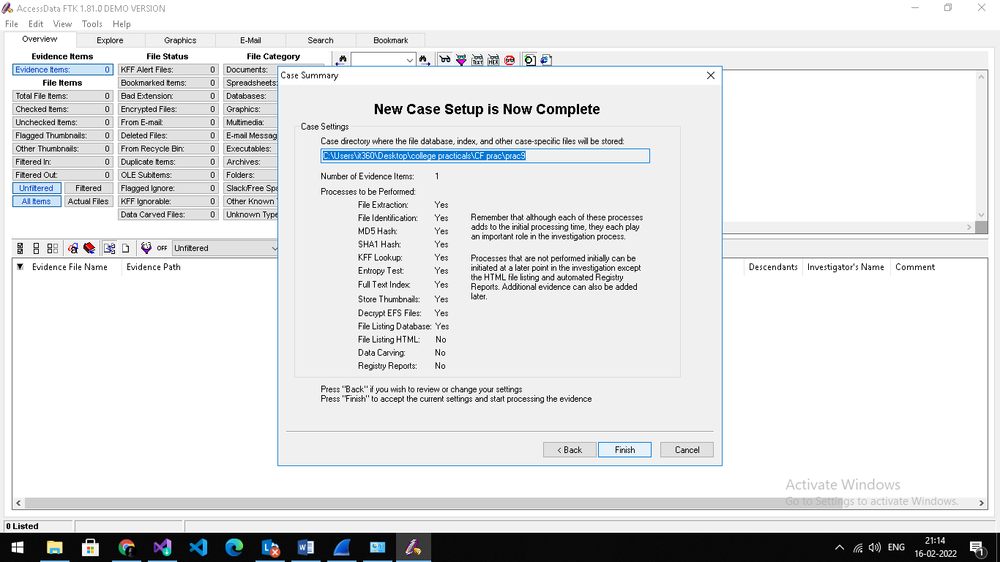 AccessData FTK 1.81.0 DEMO VERSION
File Edit View Tools Help
Overview Explore Graphics E-Mail Search Bookmark
Evidence Items File Status File Category
Evidence Items: 0 KFF Alert Files: 0 Documents:
File Items Bookmarked Items: 0 Spreadsheets:
Total File Items: 0 Bad Extension: 0 Databases:
Checked Items: 0 Encrypted Files: 0 Graphics:
Unchecked Items: 0 From E-mail: 0 Multimedia:
Flagged Thumbnails: 0 Deleted Files: 0 E-mail Messag
Other Thumbnails: 0 From Recycle Bin: 0 Executables:
Filtered In: 0 Duplicate Items: 0 Archives:
Filtered Out: 0 OLE Subitems: 0 Folders:
Unfiltered Filtered Flagged Ignore: 0 Slack/Free Spa
All Items Actual Files KFF Ignorable: 0 Other Known
Data Carved Files: 0 Unknown Type
TEXT HEX
OFF Unfiltered
Evidence File Name Evidence Path Descendants Investigator's Name Comment
Case Summary
New Case Setup is Now Complete
Case Settings
Case directory where the file database, index, and other case-specific files will be stored:
C:\Users\it360\Desktop\college practicals\CF prac\prac9
Number of Evidence Items: 1
Processes to be Performed:
File Extraction: Yes
File Identification: Yes
MD5 Hash: Yes
SHA1 Hash: Yes
KFF Lookup: Yes
Entropy Test: Yes
Full Text Index: Yes
Store Thumbnails: Yes
Decrypt EFS Files: Yes
File Listing Database: Yes
File Listing HTML: No
Data Carving: No
Registry Reports: No
Remember that although each of these processes
adds to the initial processing time, they each play
an important role in the investigation process.
Processes that are not performed initially can be
initiated at a later point in the investigation except
the HTML file listing and automated Registry
Reports. Additional evidence can also be added
later.
Press "Back" if you wish to review or change your settings
Press "Finish" to accept the current settings and start processing the evidence
< Back Finish Cancel
Activate Windows
Go to Settings to activate Windows.
0 Listed
ENG 21:14
16-02-2022
1